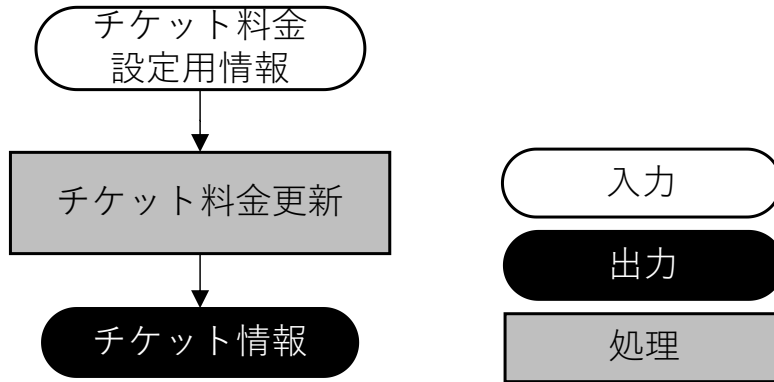 チケット料金
設定用情報
チケット料金更新
チケット情報
入力
出力
処理